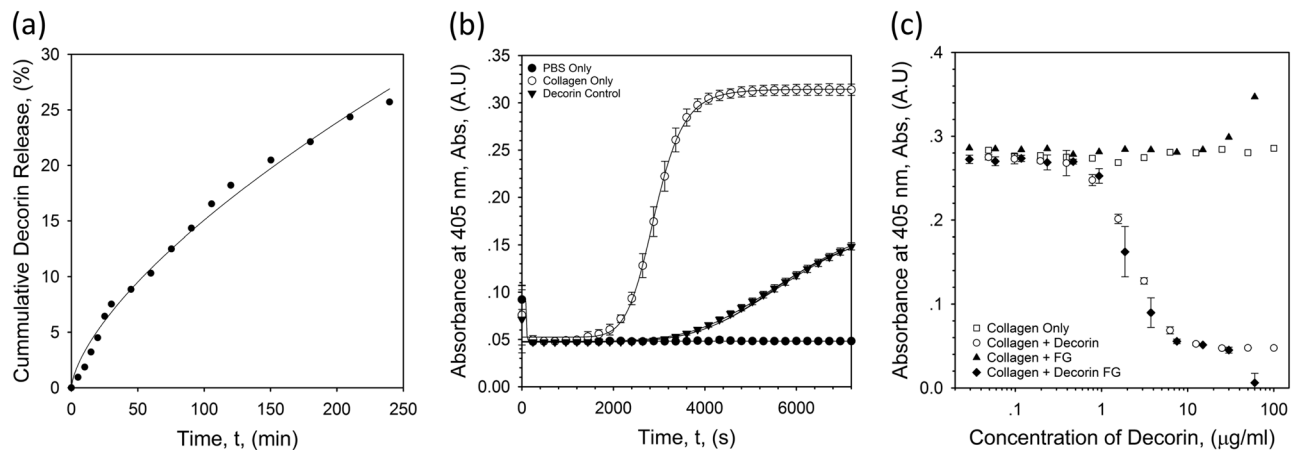 (a)
30
25
20
15
10
5
0
Cummulative Decorin Release, (%)
0 50 100 150 200 250
Time, t, (min)
(b)
.35
.30
.25
.20
.15
.10
.05
0.00
Absorbance at 405 nm, Abs, (A.U)
PBS Only
Collagen Only
Decorin Control
0 2000 4000 6000
Time, t, (s)
(c)
.4
.3
.2
.1
.0
Absorbance at 405 nm, Abs, (A.U)
Collagen Only
Collagen + Decorin
Collagen + FG
Collagen + Decorin FG
.1 1 10 100
Concentration of Decorin, (μg/ml)